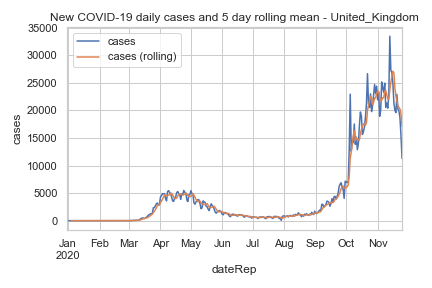 New COVID-19 daily cases and 5 day rolling mean - United_Kingdom
35000
30000
25000
20000
15000
10000
5000
0
cases
cases
cases (rolling)
Jan Feb Mar Apr May Jun Jul Aug Sep Oct Nov
2020
dateRep